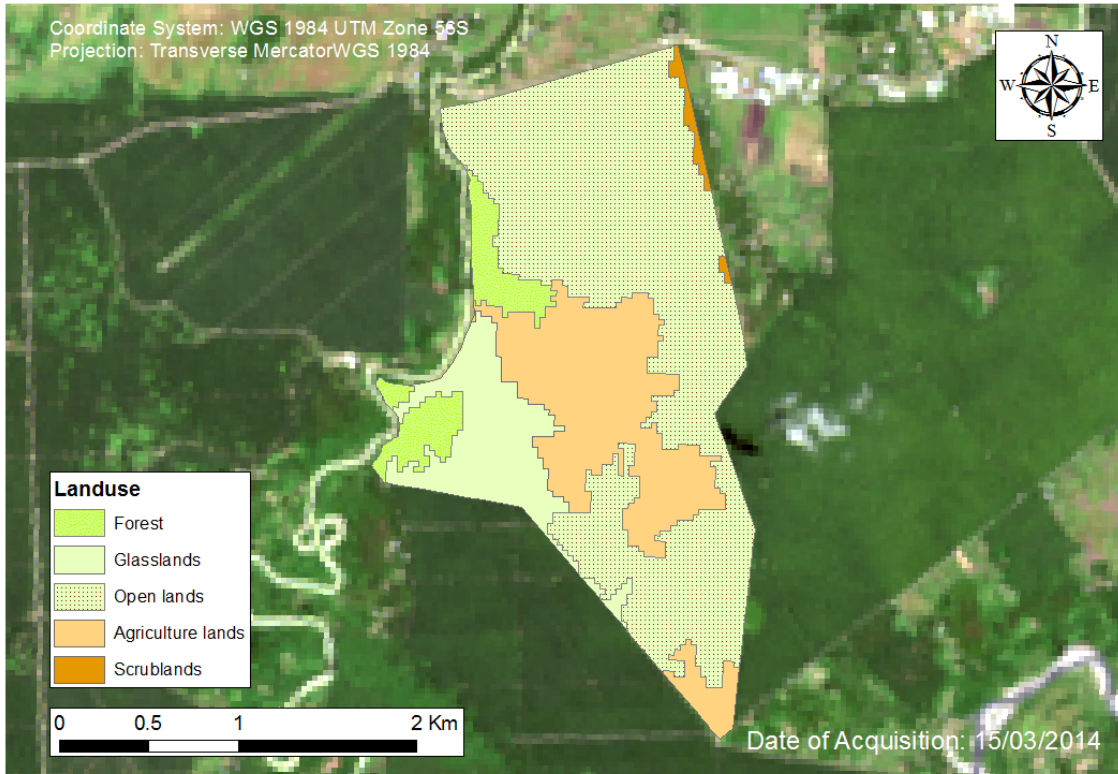 Coordinate System: WGS 1984 UTM Zone 56S
Projection: Transverse MercatorWGS 1984
N
W E
S
Landuse
Forest
Glasslands
Open lands
Agriculture lands
Scrublands
0 0.5 1 2 Km
Date of Acquisition: 15/03/2014